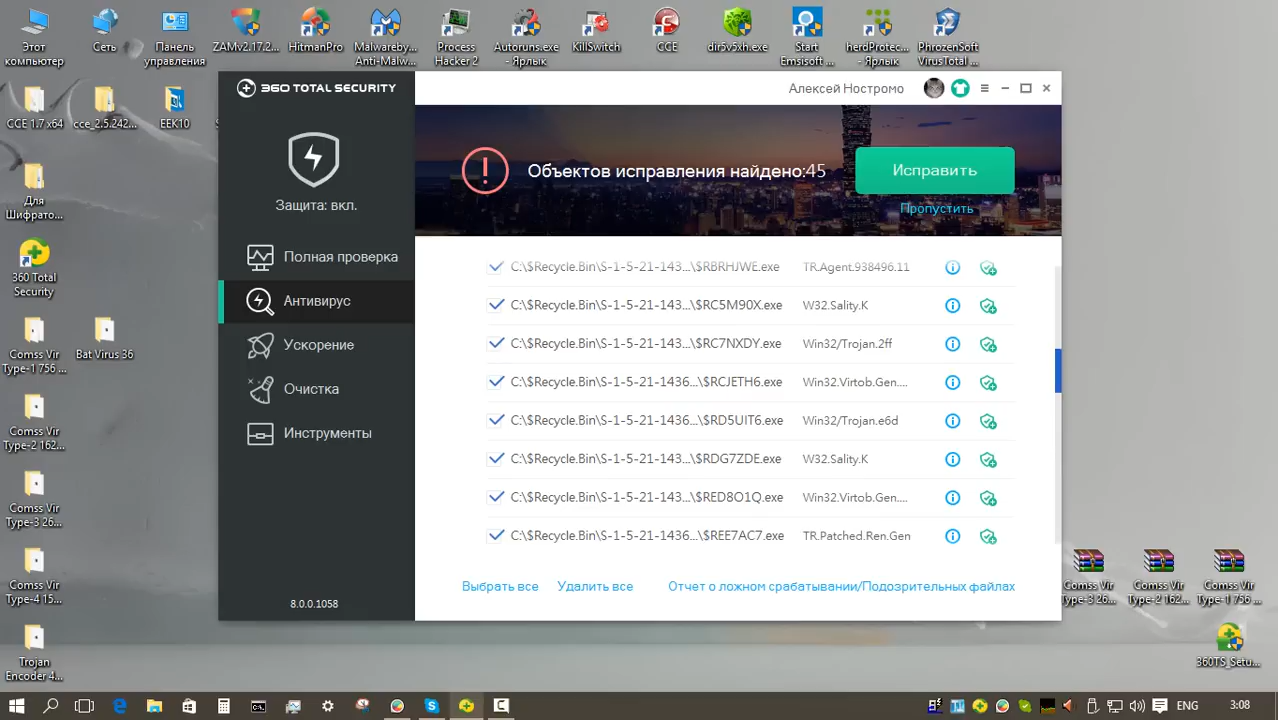 Этот
компьютер
Сеть
Панель
управления
ZAMv2.17.2...
HitmanPro
Malwareby...
Anti-Malw...
Process
Hacker 2
Autoruns.exe
- Ярлык
KillSwitch
CCE
dir5v5xh.exe
Start
Emsisoft ...
herdProtec...
- Ярлык
PhrozenSoft
VirusTotal ...
CCE 1.7 x64
cce_2.5.242...
EEK10
Для
Шифрато...
360 Total
Security
Comss Vir
Type-1 756 ...
Bat Virus 36
Comss Vir
Type-2 162...
Comss Vir
Type-3 26...
Comss Vir
Type-4 15...
Trojan
Encoder 4...
360 TOTAL SECURITY
Алексей Ностромо
Защита: вкл.
Полная проверка
Антивирус
Ускорение
Очистка
Инструменты
8.0.0.1058
Объектов исправления найдено:45
Исправить
Пропустить
C:\$Recycle.Bin\S-1-5-21-143...\$RBRHJWE.exe TR.Agent.938496.11
C:\$Recycle.Bin\S-1-5-21-143...\$RC5M90X.exe W32.Sality.K
C:\$Recycle.Bin\S-1-5-21-143...\$RC7NXDY.exe Win32/Trojan.2ff
C:\$Recycle.Bin\S-1-5-21-1436...\$RCJETH6.exe Win32.Virtob.Gen....
C:\$Recycle.Bin\S-1-5-21-1436...\$RD5UIT6.exe Win32/Trojan.e6d
C:\$Recycle.Bin\S-1-5-21-143...\$RDG7ZDE.exe W32.Sality.K
C:\$Recycle.Bin\S-1-5-21-143...\$RED8O1Q.exe Win32.Virtob.Gen....
C:\$Recycle.Bin\S-1-5-21-1436...\$REE7AC7.exe TR.Patched.Ren.Gen
Выбрать все
Удалить все
Отчет о ложном срабатывании/Подозрительных файлах
Comss Vir
Type-3 26...
Comss Vir
Type-2 162...
Comss Vir
Type-1 756 ...
360TS_Setu...
ENG
3:08